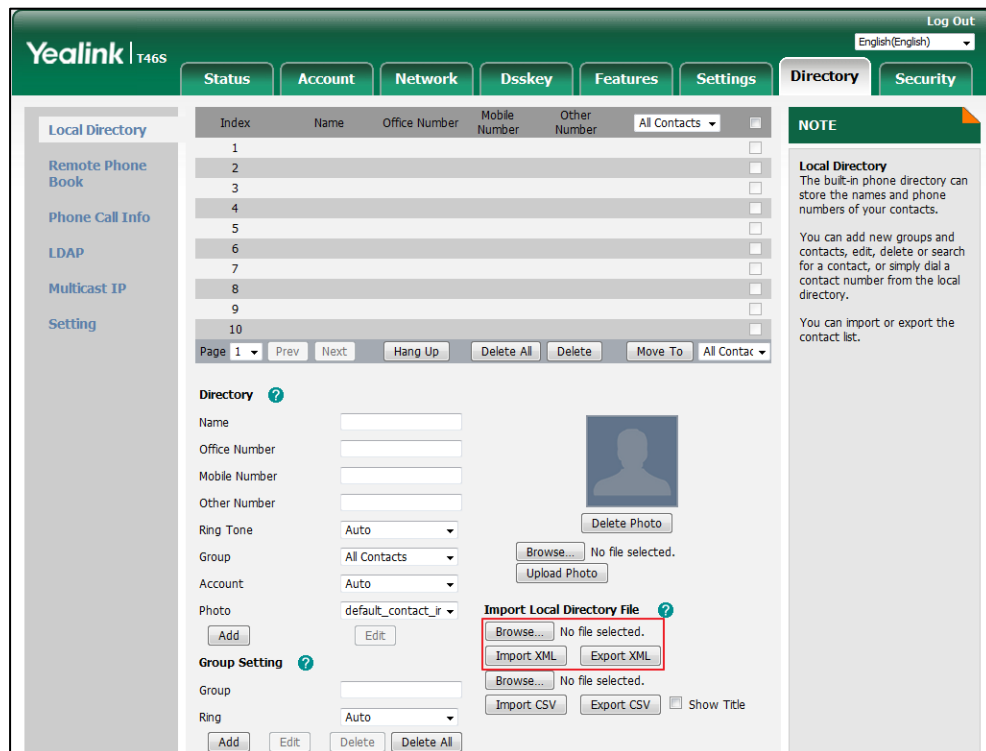 Log Out
English(English)
Yealink | T46S
Status Account Network Dsskey Features Settings Directory Security
Local Directory
Remote Phone
Book
Phone Call Info
LDAP
Multicast IP
Setting
Index Name Office Number Mobile Number Other Number All Contacts
1
2
3
4
5
6
7
8
9
10
Page 1 Prev Next Hang Up Delete All Delete Move To All Contac
Directory ?
Name
Office Number
Mobile Number
Other Number
Ring Tone Auto
Group All Contacts
Account Auto
Photo default_contact_ir
Add Edit
Group Setting ?
Group
Ring Auto
Add Edit Delete Delete All
Delete Photo
Browse... No file selected.
Upload Photo
Import Local Directory File ?
Browse... No file selected.
Import XML Export XML
Browse... No file selected.
Import CSV Export CSV Show Title
NOTE
Local Directory
The built-in phone directory can
store the names and phone
numbers of your contacts.
You can add new groups and
contacts, edit, delete or search
for a contact, or simply dial a
contact number from the local
directory.
You can import or export the
contact list.